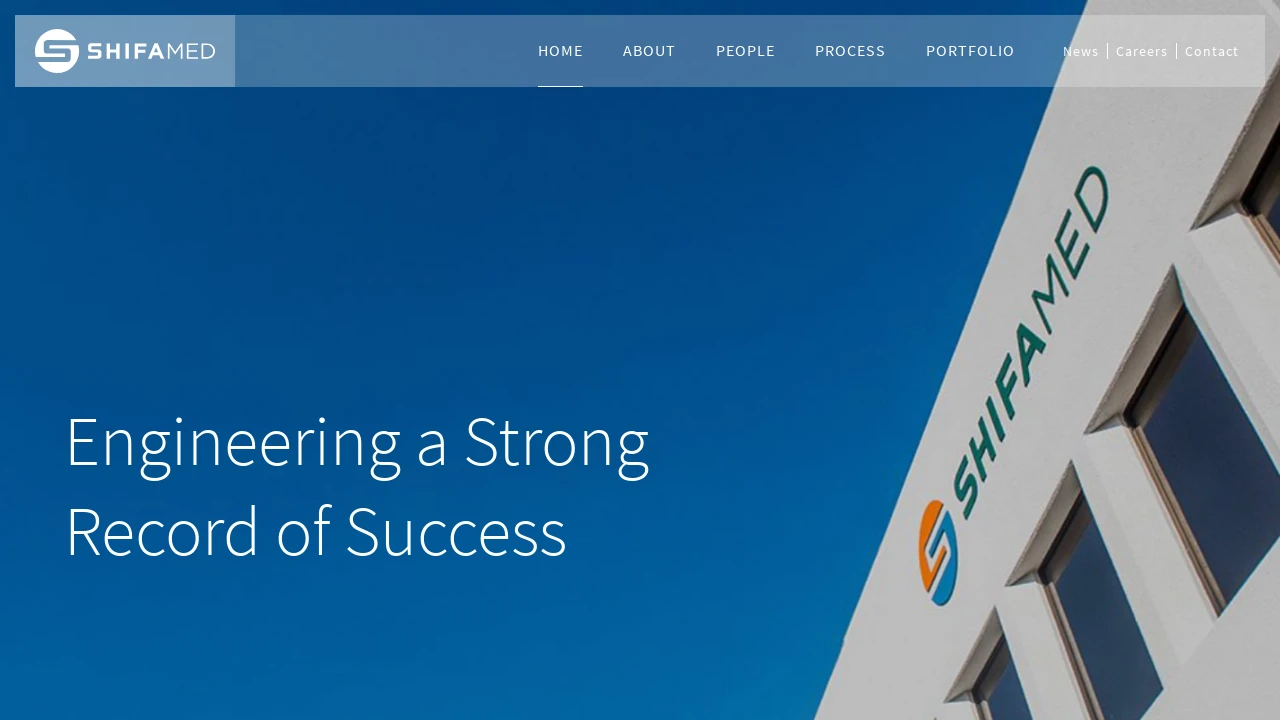 SHIFAMED
HOME
ABOUT
PEOPLE
PROCESS
PORTFOLIO
News
Careers
Contact
SHIFAMED
Engineering a Strong
Record of Success